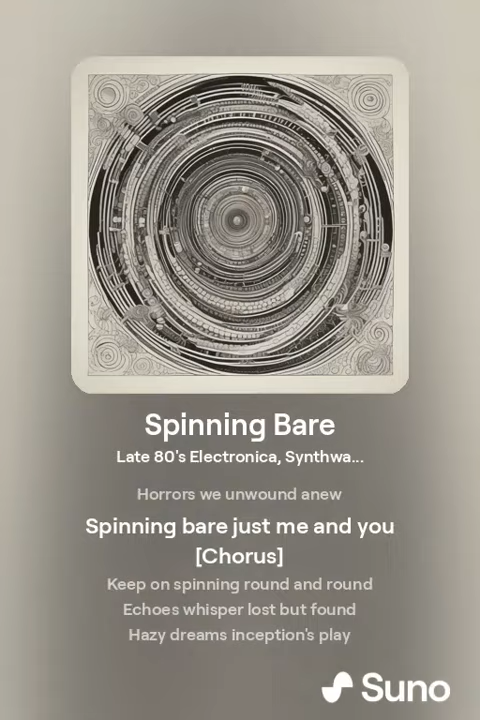 Spinning Bare
Late 80's Electronica, Synthwa...
Horrors we unwound anew
Spinning bare just me and you
[Chorus]
Keep on spinning round and round
Echoes whisper lost but found
Hazy dreams inception's play
Suno